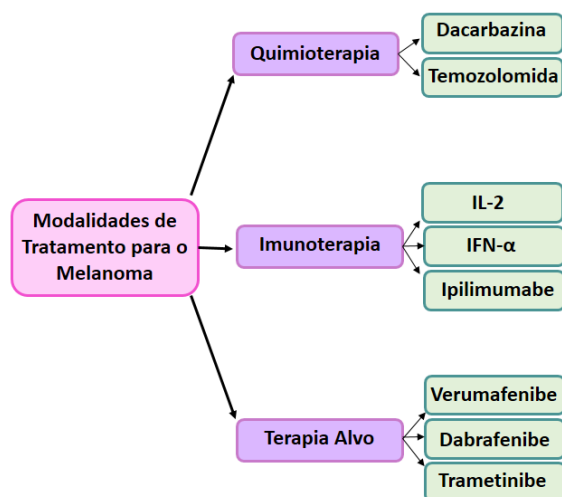 Modalidades de
Tratamento para o
Melanoma
Quimioterapia
Dacarbazina
Temozolomida
Imunoterapia
IL-2
IFN-α
Ipilimumabe
Terapia Alvo
Verumafenibe
Dabrafenibe
Trametinibe